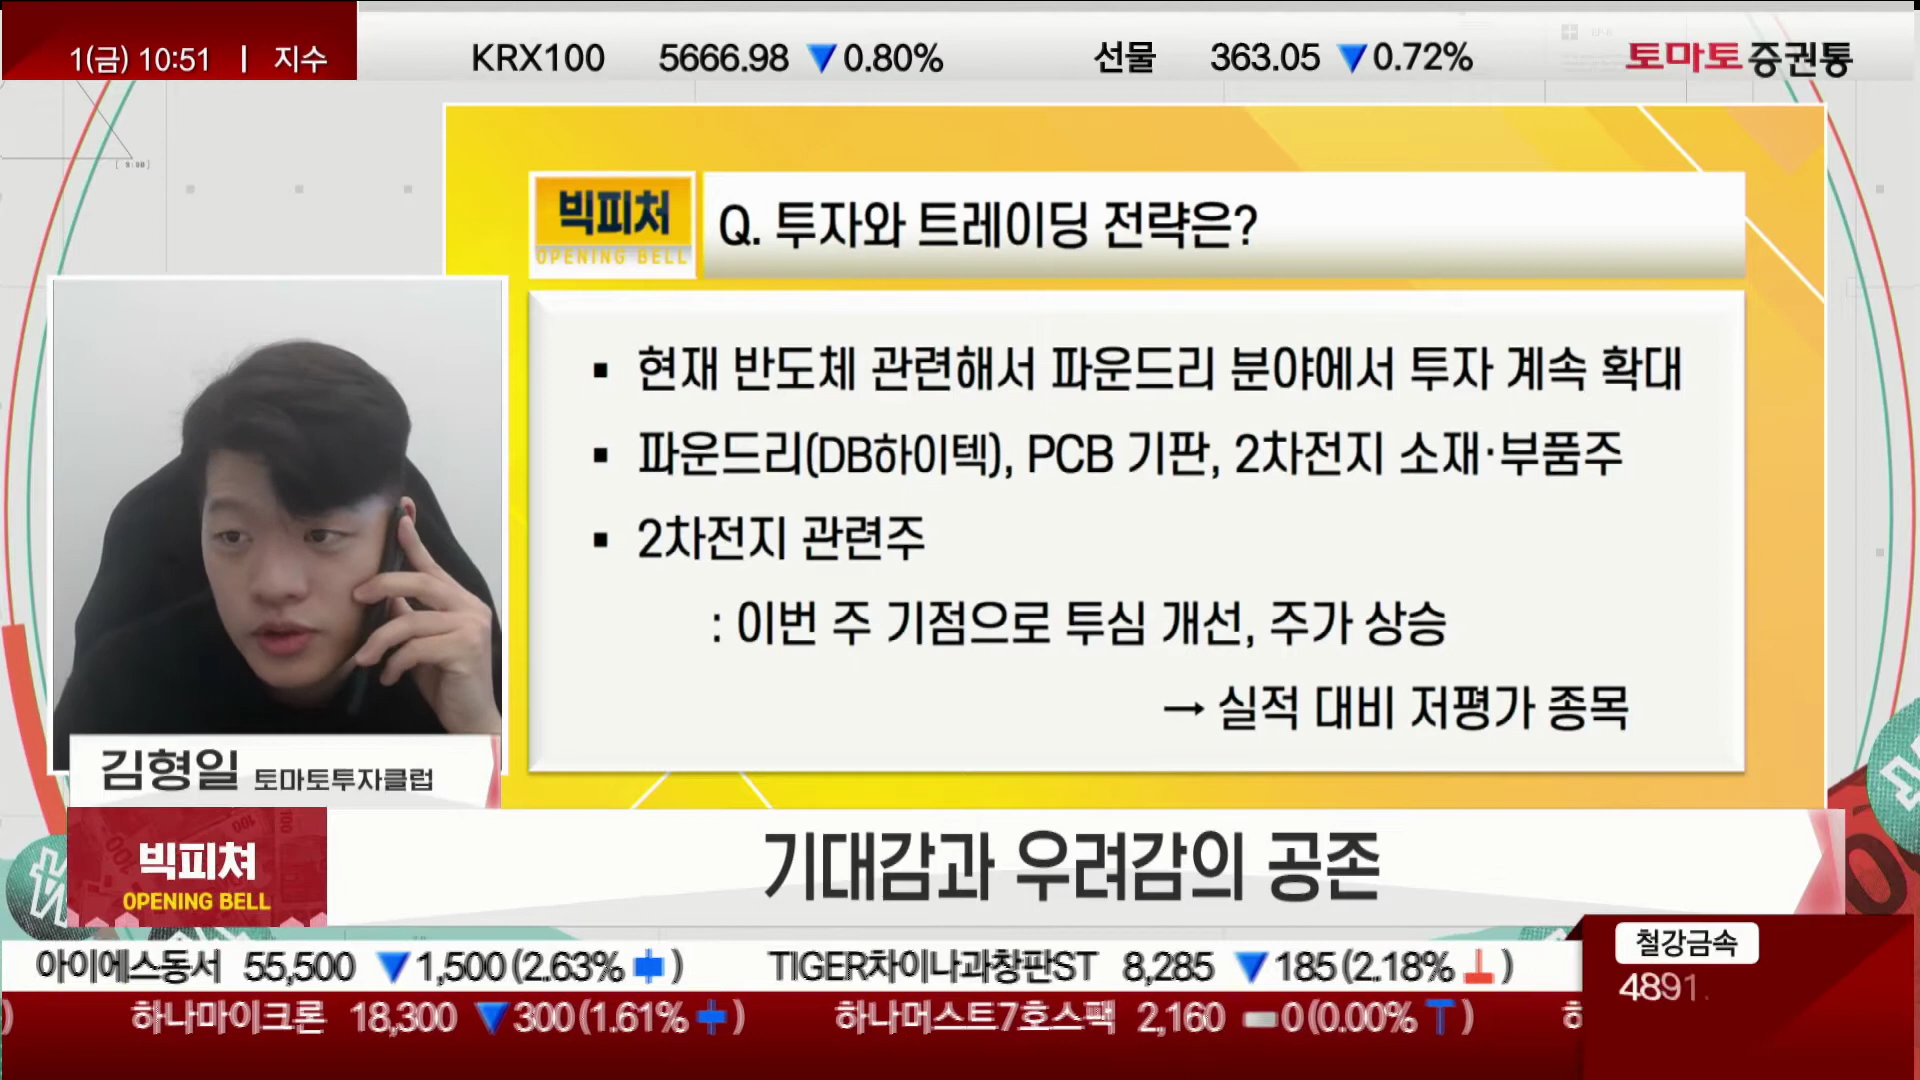 1(금) 10:51 | 지수
KRX100 5666.98 ▼0.80% 선물 363.05 ▼0.72%
토마토증권통
빅피처
OPENING BELL
Q. 투자와 트레이딩 전략은?
▪ 현재 반도체 관련해서 파운드리 분야에서 투자 계속 확대
▪ 파운드리(DB하이텍), PCB 기판, 2차전지 소재·부품주
▪ 2차전지 관련주
: 이번 주 기점으로 투심 개선, 주가 상승
→ 실적 대비 저평가 종목
김형일 토마토투자클럽
빅피쳐
OPENING BELL
기대감과 우려감의 공존
아이에스동서 55,500 ▼1,500(2.63%) TIGER차이나과창판ST 8,285 ▼185(2.18%)
하나마이크론 18,300 ▼300(1.61%) 하나머스트7호스팩 2,160 0(0.00%)
철강금속
4891.